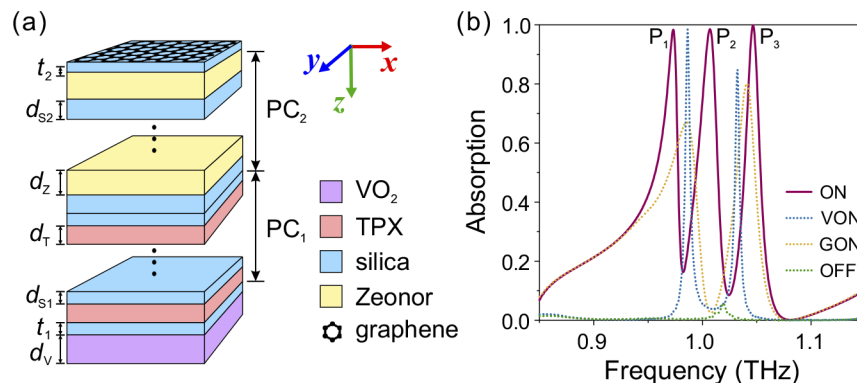 (a)
t2
dS2
dZ
dT
dS1
t1
dV
PC2
PC1
y
x
z
VO2
TPX
silica
Zeonor
graphene
(b)
Absorption
1.0
0.8
0.6
0.4
0.2
0.0
P1 P2 P3
ON
VON
GON
OFF
0.9 1.0 1.1
Frequency (THz)